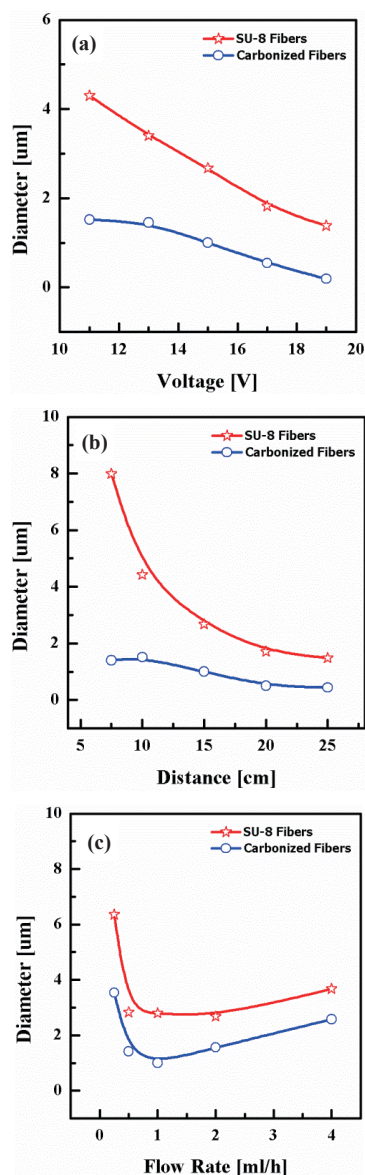 (a)
SU-8 Fibers
Carbonized Fibers
6
4
2
0
Diameter [um]
10 12 14 16 18 20
Voltage [V]
(b)
SU-8 Fibers
Carbonized Fibers
10
8
6
4
2
0
Diameter [um]
5 10 15 20 25
Distance [cm]
(c)
SU-8 Fibers
Carbonized Fibers
10
8
6
4
2
0
Diameter [um]
0 1 2 3 4
Flow Rate [ml/h]